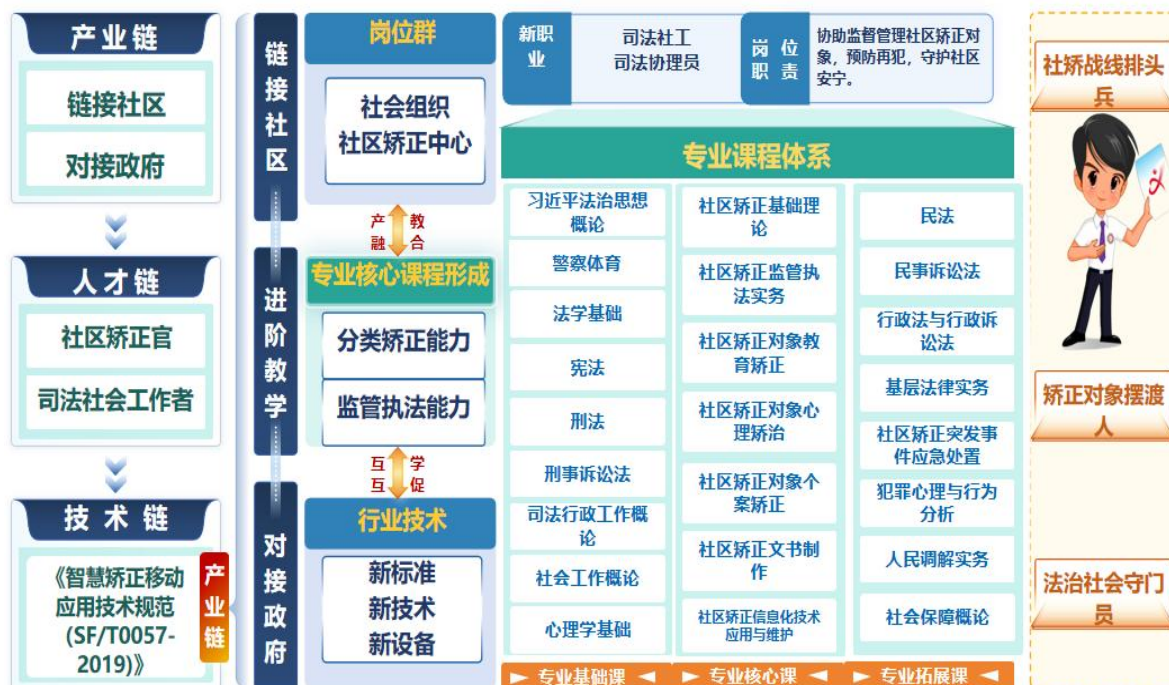 产业链
链接社区
对接政府
人才链
社区矫正官
司法社会工作者
技术链
《智慧矫正移动
应用技术规范
(SF/T0057-
2019)》
产业链
链接社区
进阶教学
对接政府
岗位群
社会组织
社区矫正中心
产教
融合
专业核心课程形成
分类矫正能力
监管执法能力
互学
互促
行业技术
新标准
新技术
新设备
新职
业
司法社工
司法协理员
岗位
职责
协助监督管理社区矫正对
象，预防再犯，守护社区
安宁。
专业课程体系
习近平法治思想
概论
警察体育
法学基础
宪法
刑法
刑事诉讼法
司法行政工作概
论
社会工作概论
心理学基础
专业基础课
社区矫正基础理
论
社区矫正监管执
法实务
社区矫正对象教
育矫正
社区矫正对象心
理矫治
社区矫正对象个
案矫正
社区矫正文书制
作
社区矫正信息化技术
应用与维护
专业核心课
民法
民事诉讼法
行政法与行政诉
讼法
基层法律实务
社区矫正突发事
件应急处置
犯罪心理与行为
分析
人民调解实务
社会保障概论
专业拓展课
社矫战线排头
兵
矫正对象摆渡
人
法治社会守门
员